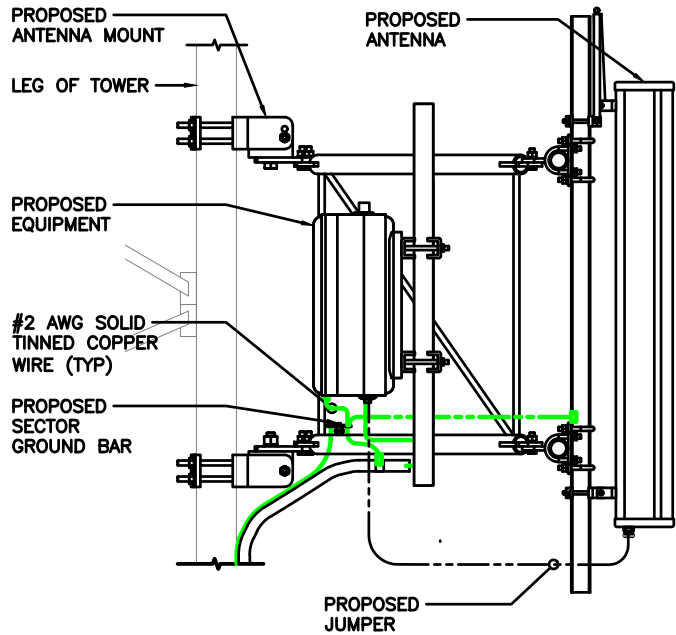 PROPOSED
ANTENNA MOUNT
PROPOSED
ANTENNA
LEG OF TOWER
PROPOSED
EQUIPMENT
#2 AWG SOLID
TINNED COPPER
WIRE (TYP)
PROPOSED
SECTOR
GROUND BAR
PROPOSED
JUMPER